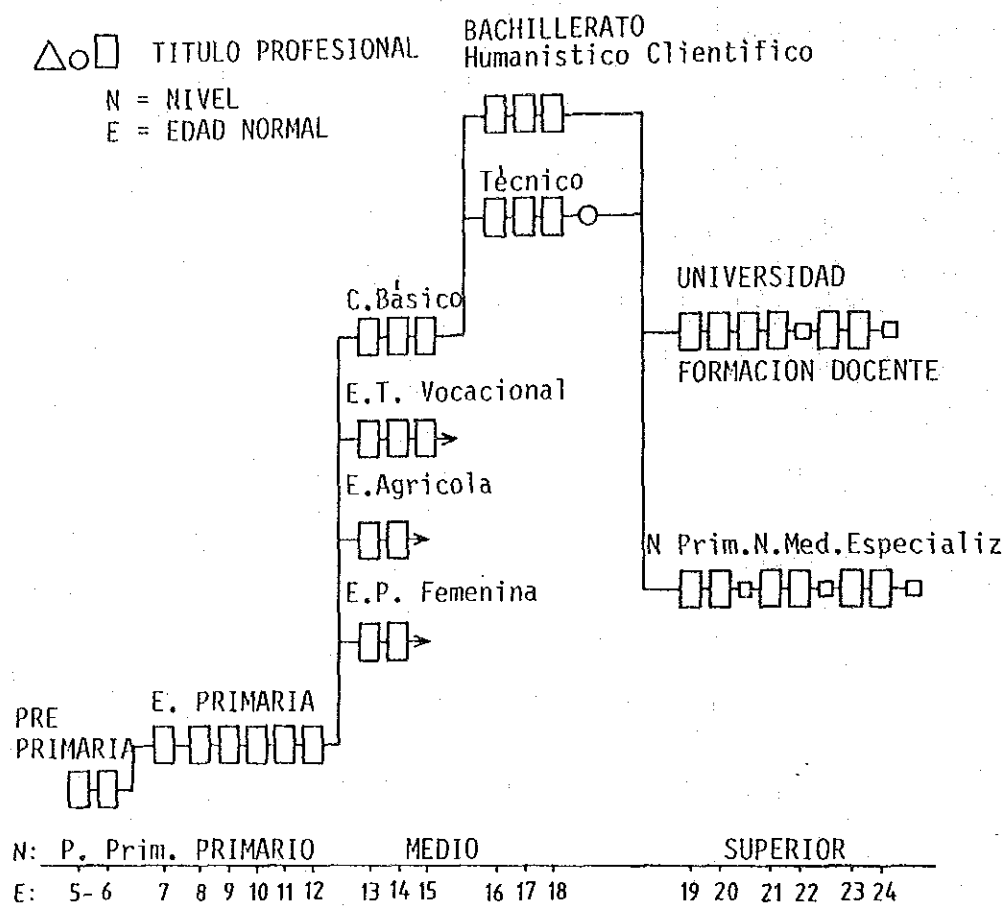 TITULO PROFESIONAL
N = NIVEL
E = EDAD NORMAL
BACHILLERATO
Humanistico Clientifico
Técnico
C.Básico
UNIVERSIDAD
FORMACION DOCENTE
E.T. Vocacional
E.Agricola
N Prim.N.Med.Especializ
E.P. Femenina
E. PRIMARIA
PRE
PRIMARIA
N: P. Prim. PRIMARIO MEDIO SUPERIOR
E: 5-6 7 8 9 10 11 12 13 14 15 16 17 18 19 20 21 22 23 24